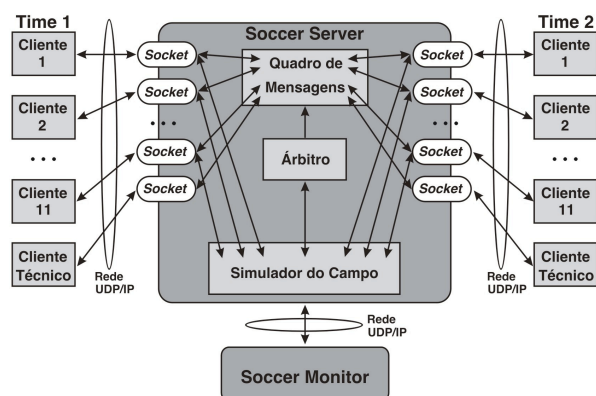 Time 1
Soccer Server
Time 2
Cliente
1
Socket
Quadro de
Mensagens
Socket
Cliente
1
Cliente
2
Socket
Socket
Cliente
2
...
...
...
...
Socket
Árbitro
Socket
Cliente
11
Socket
Socket
Cliente
11
Cliente
Técnico
Simulador do Campo
Cliente
Técnico
Rede
UDP/IP
Rede
UDP/IP
Rede
UDP/IP
Soccer Monitor